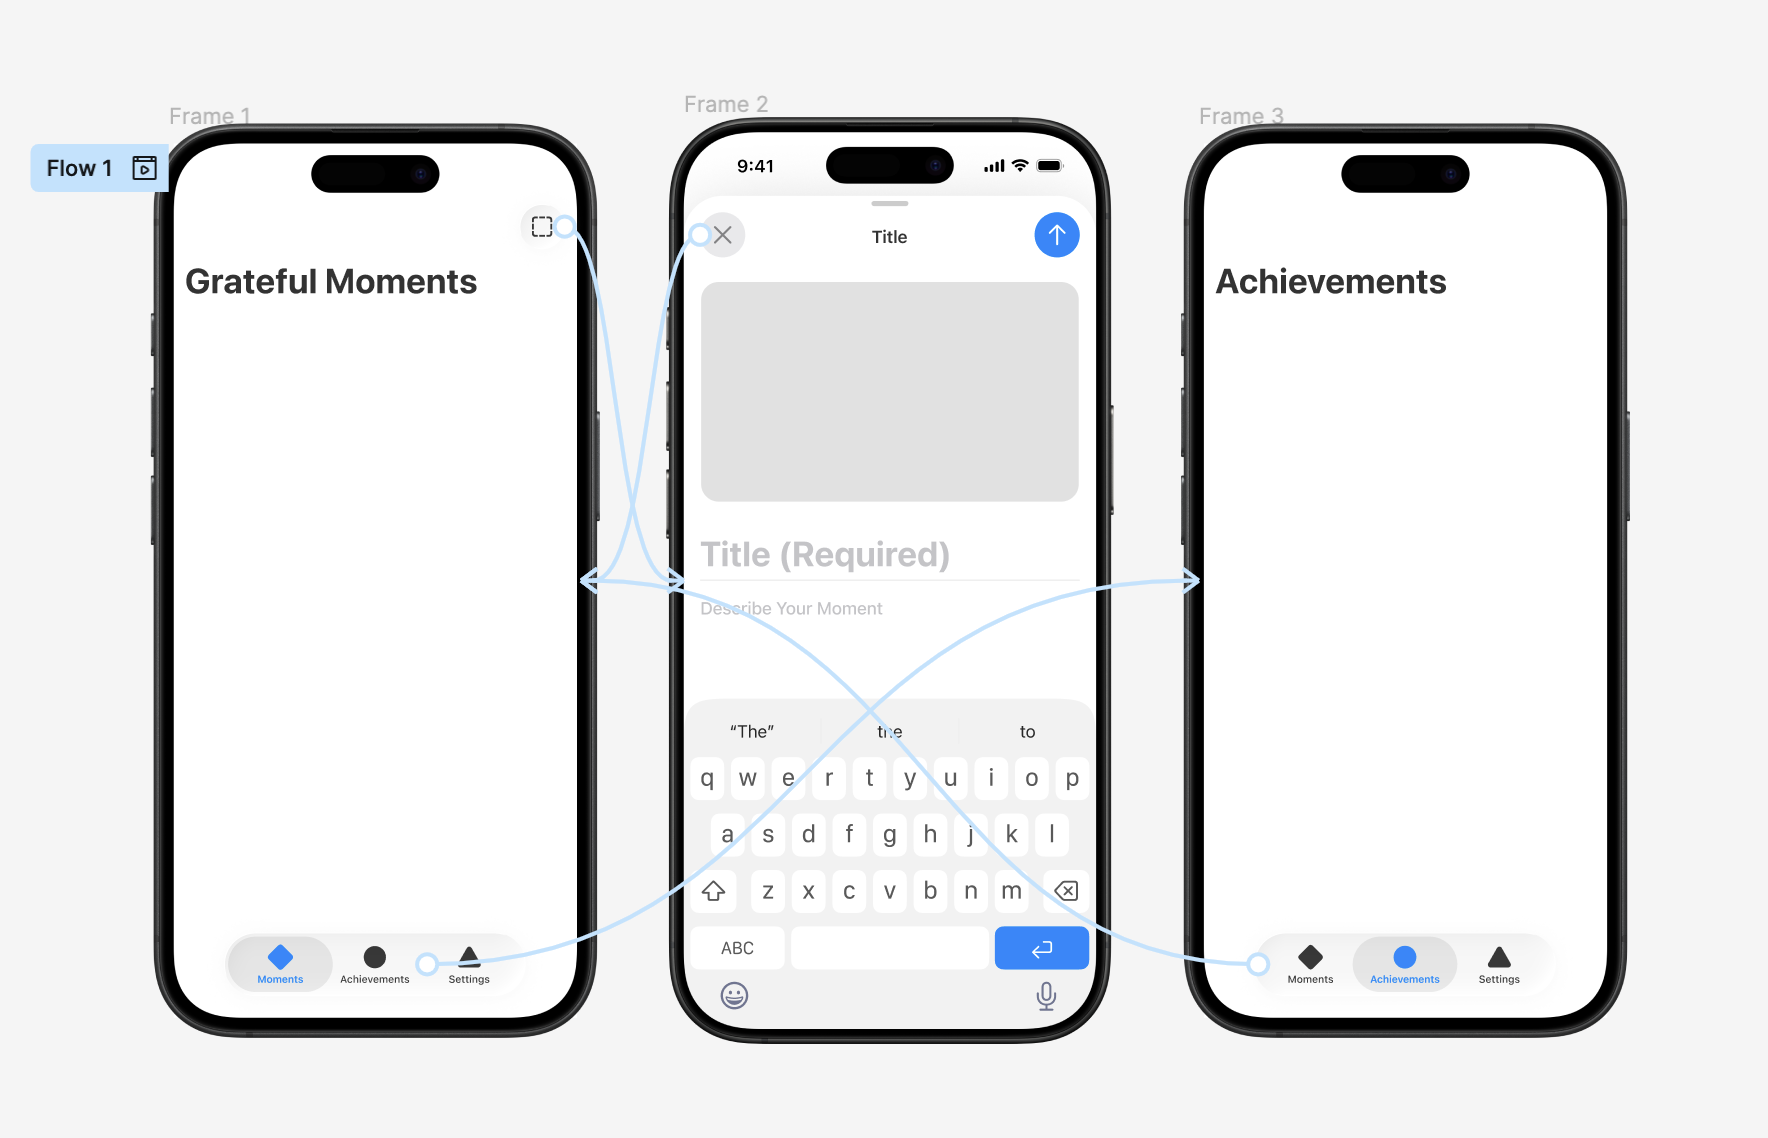 Frame 1
Flow 1
Grateful Moments
Moments
Achievements
Settings
Frame 2
9:41
Title
Title (Required)
Describe Your Moment
“The”
the
to
q w e r t y u i o p
a s d f g h j k l
z x c v b n m
ABC
Frame 3
Achievements
Moments
Achievements
Settings